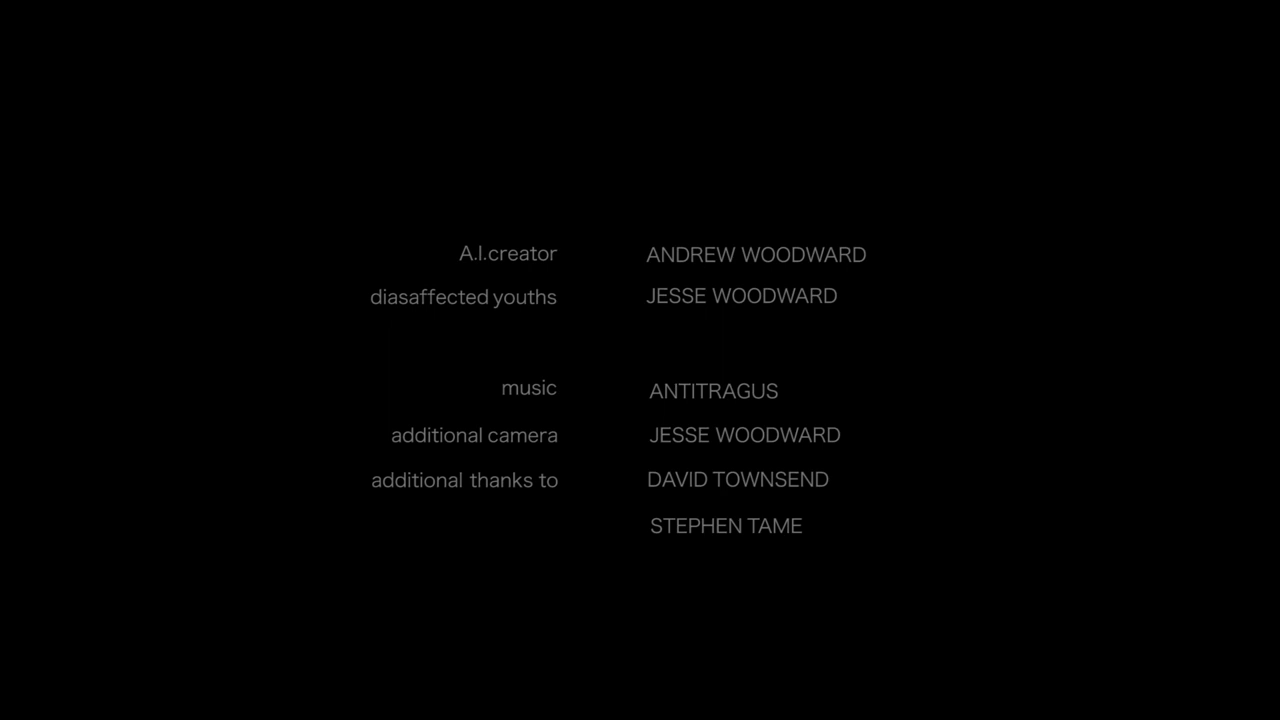 A.I.creator ANDREW WOODWARD
diasaffected youths JESSE WOODWARD
music ANTITRAGUS
additional camera JESSE WOODWARD
additional thanks to DAVID TOWNSEND
STEPHEN TAME